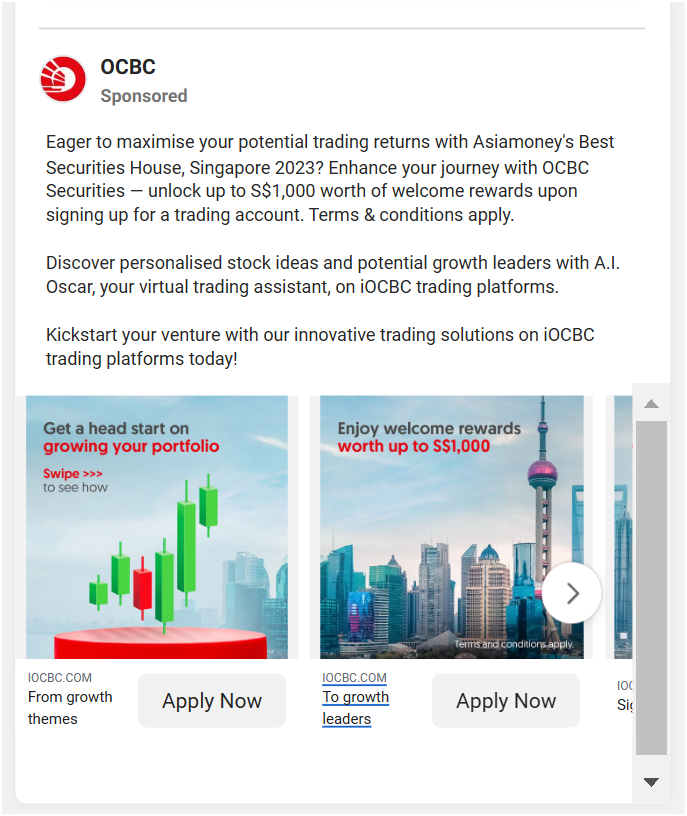 OCBC
Sponsored
Eager to maximise your potential trading returns with Asiamoney's Best
Securities House, Singapore 2023? Enhance your journey with OCBC
Securities — unlock up to S$1,000 worth of welcome rewards upon
signing up for a trading account. Terms & conditions apply.
Discover personalised stock ideas and potential growth leaders with A.I.
Oscar, your virtual trading assistant, on iOCBC trading platforms.
Kickstart your venture with our innovative trading solutions on iOCBC
trading platforms today!
Get a head start on
growing your portfolio
Swipe >>>
to see how
IOCBC.COM
From growth
themes
Apply Now
Enjoy welcome rewards
worth up to S$1,000
Terms and conditions apply.
IOCBC.COM
To growth
leaders
Apply Now